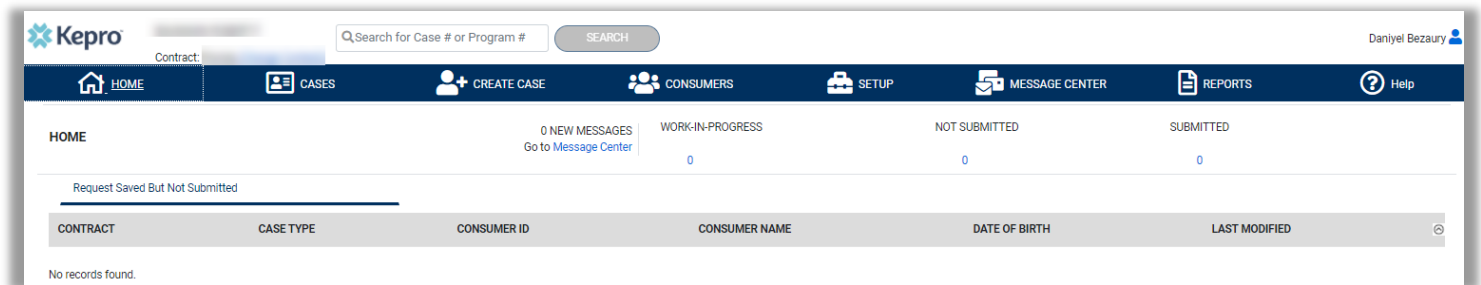 Kepro
Search for Case # or Program #
SEARCH
Daniyel Bezaury
Contract:
HOME
CASES
CREATE CASE
CONSUMERS
SETUP
MESSAGE CENTER
REPORTS
Help
HOME
0 NEW MESSAGES
Go to Message Center
WORK-IN-PROGRESS
0
NOT SUBMITTED
0
SUBMITTED
0
Request Saved But Not Submitted
CONTRACT
CASE TYPE
CONSUMER ID
CONSUMER NAME
DATE OF BIRTH
LAST MODIFIED
No records found.